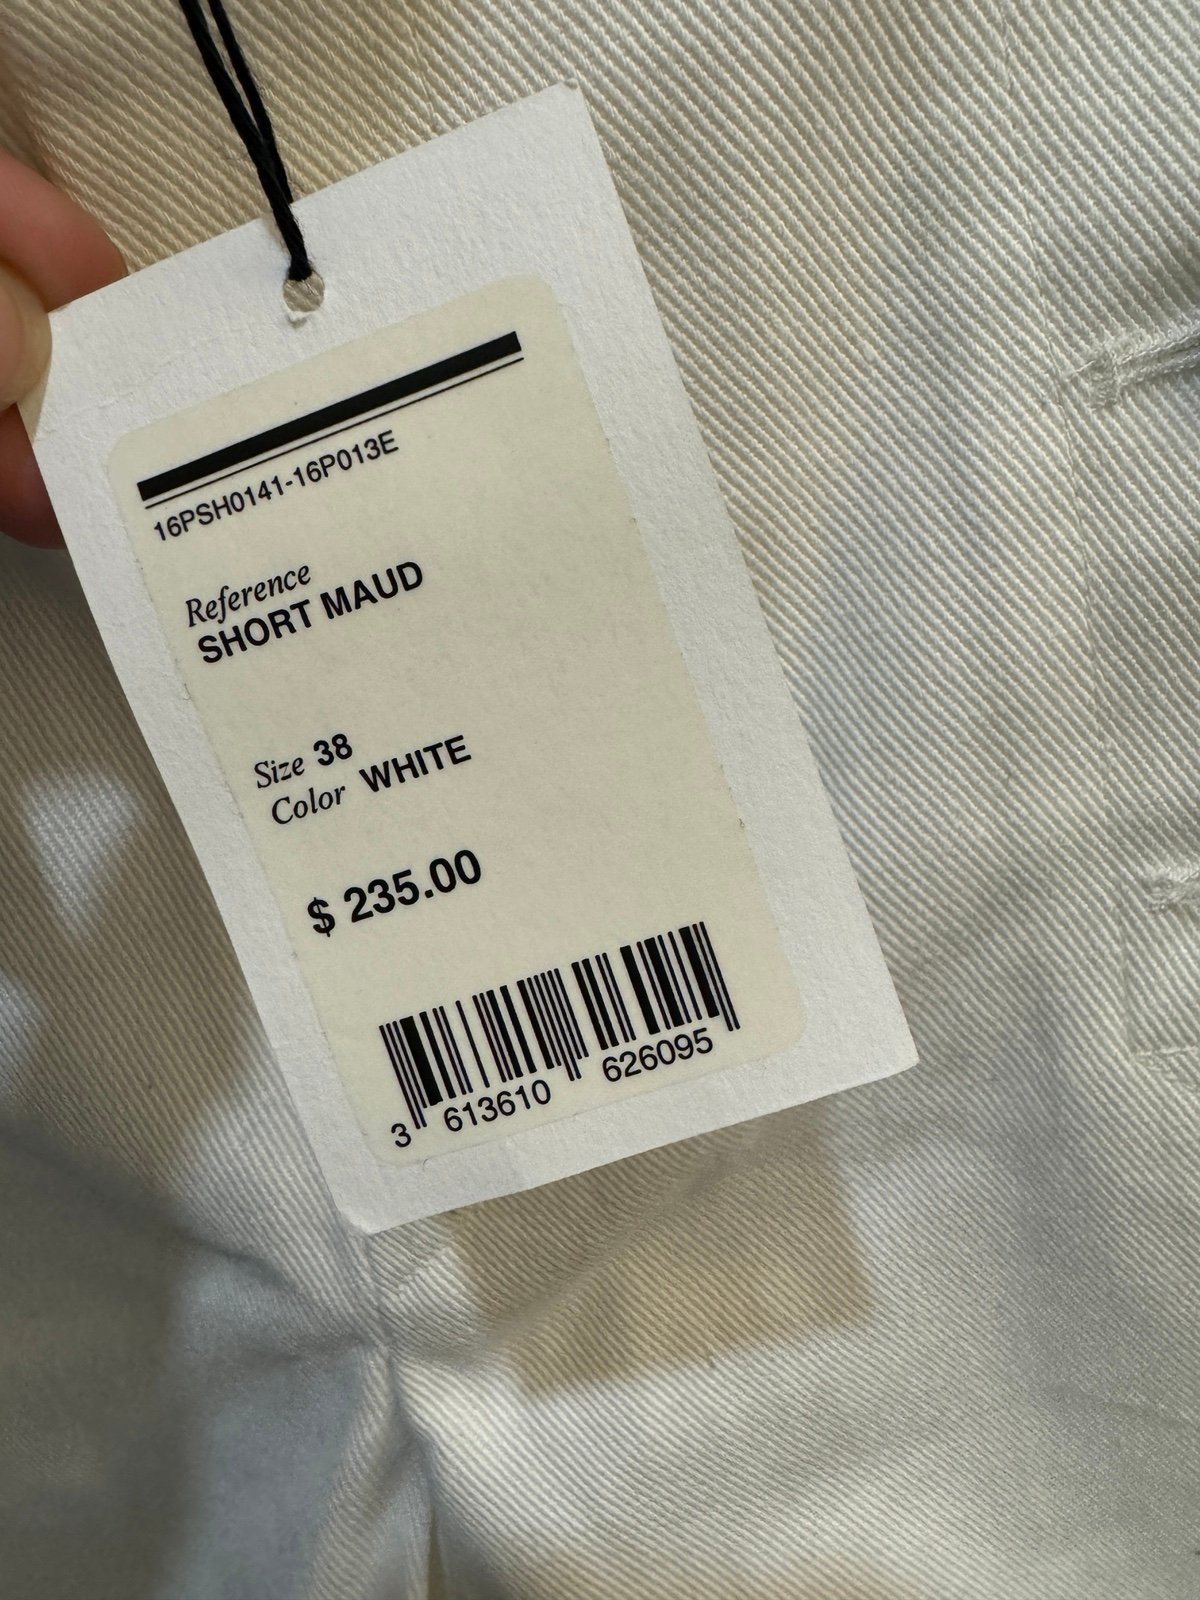 16PSH0141-16P013E
Reference
SHORT MAUD
Size 38
Color WHITE
$ 235.00
3 613610 626095